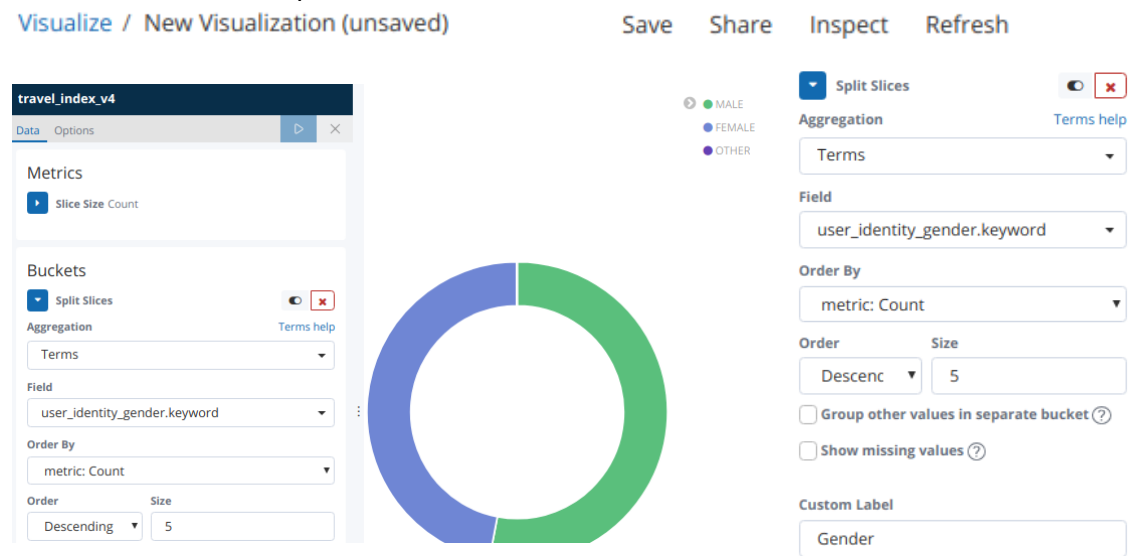 Visualize / New Visualization (unsaved)
Save Share Inspect Refresh
travel_index_v4
Data Options
Metrics
Slice Size Count
Buckets
Split Slices
Aggregation Terms help
Terms
Field
user_identity_gender.keyword
Order By
metric: Count
Order Size
Descending 5
MALE
FEMALE
OTHER
Split Slices
Aggregation Terms help
Terms
Field
user_identity_gender.keyword
Order By
metric: Count
Order Size
Descenc 5
Group other values in separate bucket ?
Show missing values ?
Custom Label
Gender